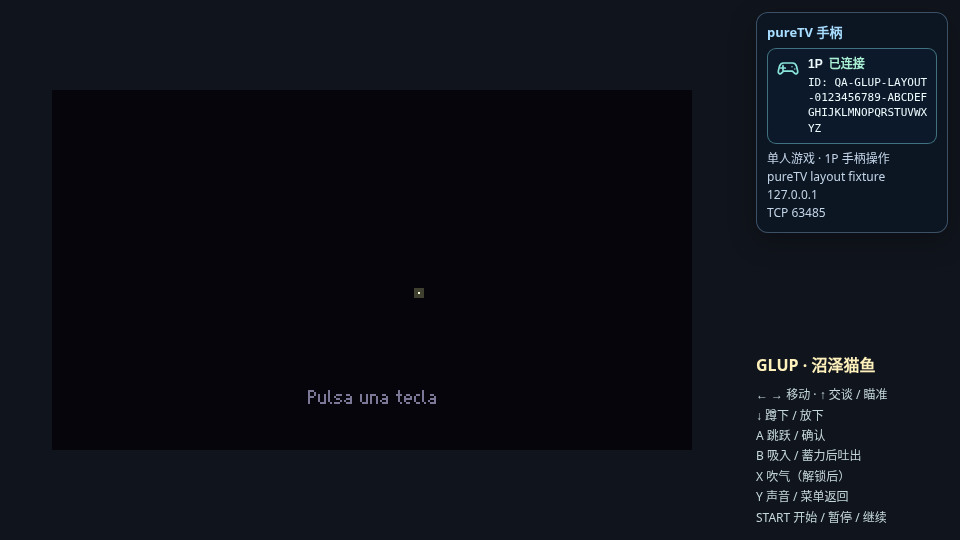 pureTV 手柄
1P 已连接
ID: QA-GLUP-LAYOUT
-0123456789-ABCDEF
GHIJKLMNOPQRSTUVWX
YZ
单人游戏 · 1P 手柄操作
pureTV layout fixture
127.0.0.1
TCP 63485
Pulsa una tecla
GLUP · 沼泽猫鱼
← → 移动 · ↑ 交谈 / 瞄准
↓ 蹲下 / 放下
A 跳跃 / 确认
B 吸入 / 蓄力后吐出
X 吹气（解锁后）
Y 声音 / 菜单返回
START 开始 / 暂停 / 继续